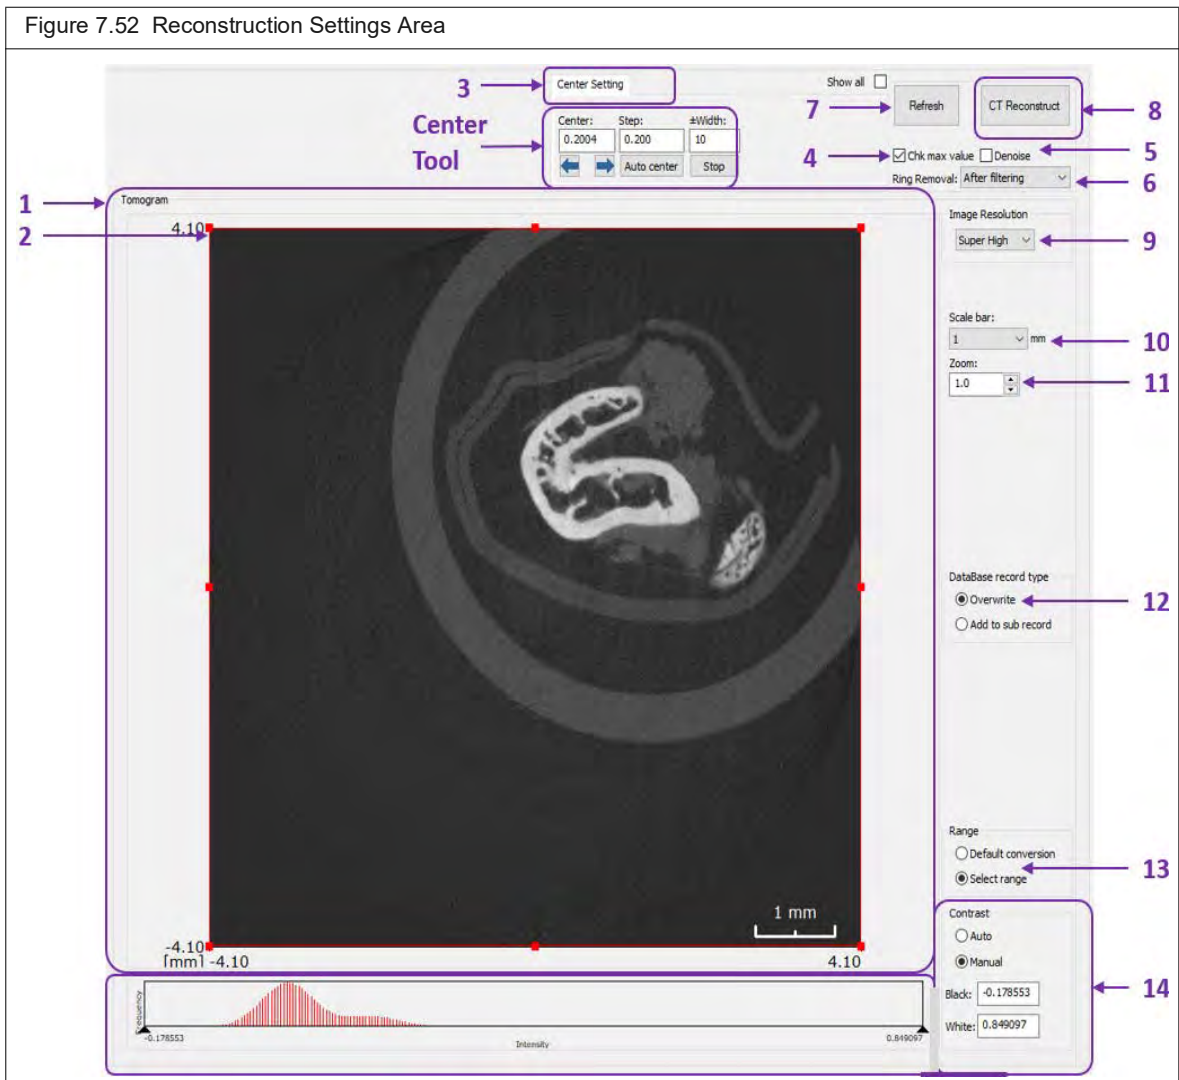 Figure 7.52 Reconstruction Settings Area
3
Center Setting
Show all
7
Refresh
CT Reconstruct
8
Center Tool
Center:
Step:
±Width:
0.2004
0.200
10
Auto center
Stop
4
Chk max value
Denoise
5
Ring Removal:
After filtering
6
1
Tomogram
2
4.10
Image Resolution
Super High
9
Scale bar:
1
mm
10
Zoom:
1.0
11
DataBase record type
Overwrite
12
Add to sub record
Range
Default conversion
Select range
13
1 mm
-4.10
[mm] -4.10
4.10
Contrast
Auto
Manual
Black:
-0.178553
14
White:
0.849097
Frequency
-0.178553
Intensity
0.849097